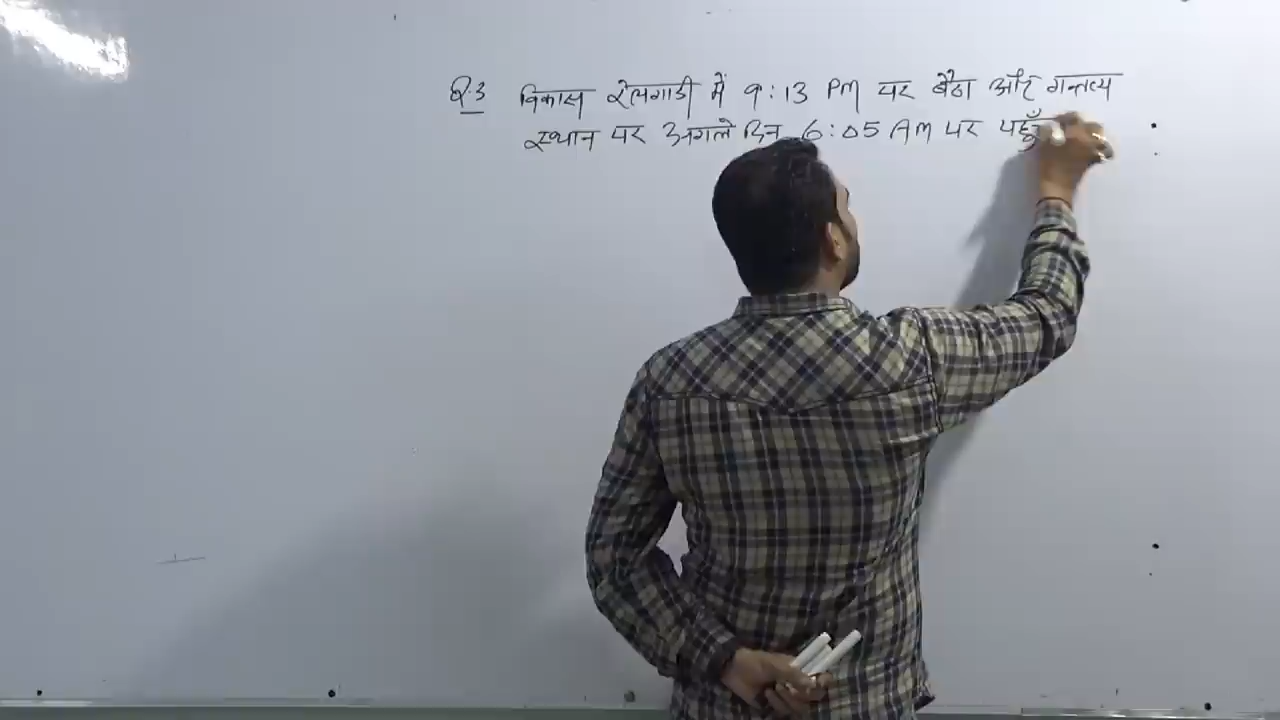 Q.3 विकास रेलगाडी में 9:13 PM पर बैठा और गन्तव्य
स्थान पर अगले दिन 6:05 AM पर पहुँ